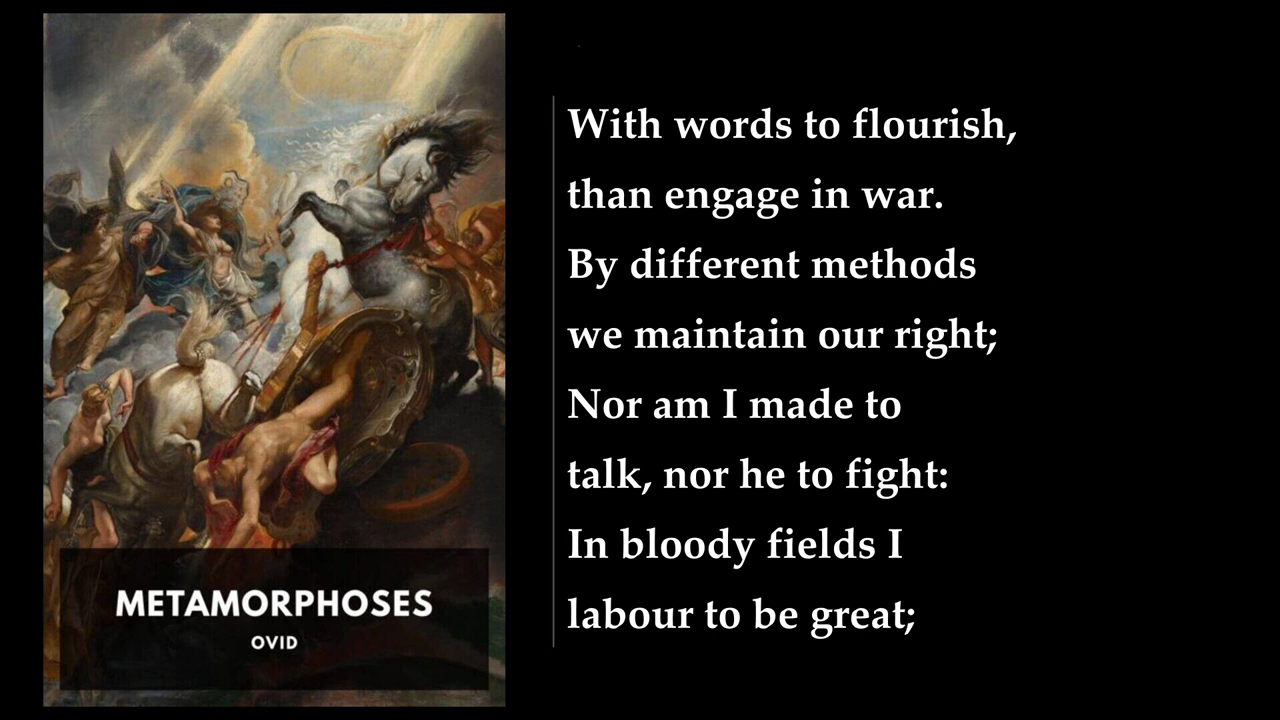 METAMORPHOSES
OVID
With words to flourish,
than engage in war.
By different methods
we maintain our right;
Nor am I made to
talk, nor he to fight:
In bloody fields I
labour to be great;